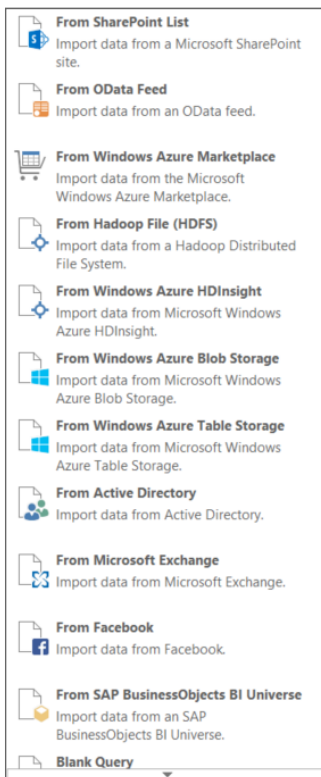 From SharePoint List
Import data from a Microsoft SharePoint
site.
From OData Feed
Import data from an OData feed.
From Windows Azure Marketplace
Import data from the Microsoft
Windows Azure Marketplace.
From Hadoop File (HDFS)
Import data from a Hadoop Distributed
File System.
From Windows Azure HDInsight
Import data from Microsoft Windows
Azure HDInsight.
From Windows Azure Blob Storage
Import data from Microsoft Windows
Azure Blob Storage.
From Windows Azure Table Storage
Import data from Microsoft Windows
Azure Table Storage.
From Active Directory
Import data from Active Directory.
From Microsoft Exchange
Import data from Microsoft Exchange.
From Facebook
Import data from Facebook.
From SAP BusinessObjects BI Universe
Import data from an SAP
BusinessObjects BI Universe.
Blank Query